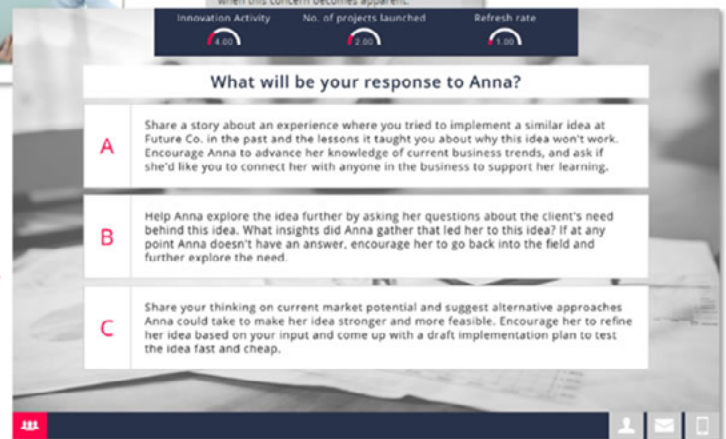 when this concern becomes apparent.
Innovation Activity
No. of projects launched
Refresh rate
4.00
2.00
1.00
What will be your response to Anna?
A
Share a story about an experience where you tried to implement a similar idea at
Future Co. in the past and the lessons it taught you about why this idea won't work.
Encourage Anna to advance her knowledge of current business trends, and ask if
she'd like you to connect her with anyone in the business to support her learning.
B
Help Anna explore the idea further by asking her questions about the client's need
behind this idea. What insights did Anna gather that led her to this idea? If at any
point Anna doesn't have an answer, encourage her to go back into the field and
further explore the need.
C
Share your thinking on current market potential and suggest alternative approaches
Anna could take to make her idea stronger and more feasible. Encourage her to refine
her idea based on your input and come up with a draft implementation plan to test
the idea fast and cheap.